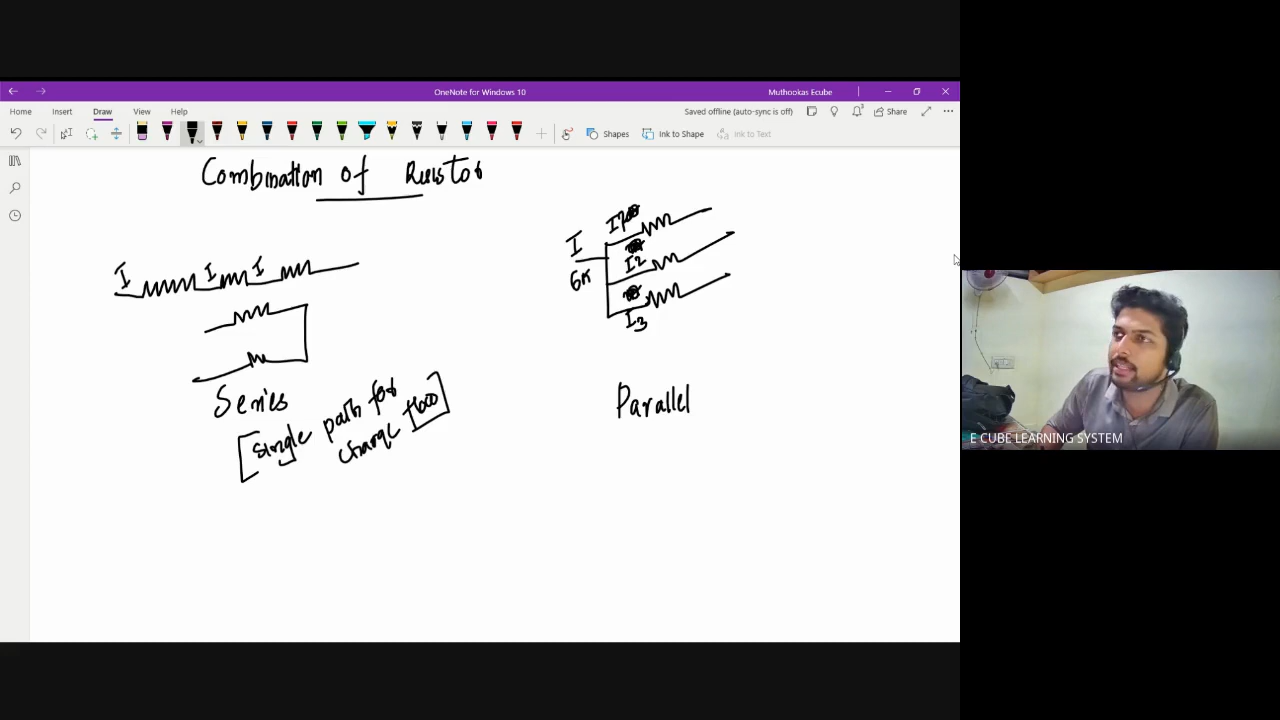 OneNote for Windows 10
Muthookas Ecube
Home Insert Draw View Help
Saved offline (auto-sync is off)
Share
Shapes
Ink to Shape
Ink to Text
Combination of Resistor
I I I
Series
[single path for
charge flow]
I
6A
I1
I2
I3
Parallel
E CUBE LEARNING SYSTEM